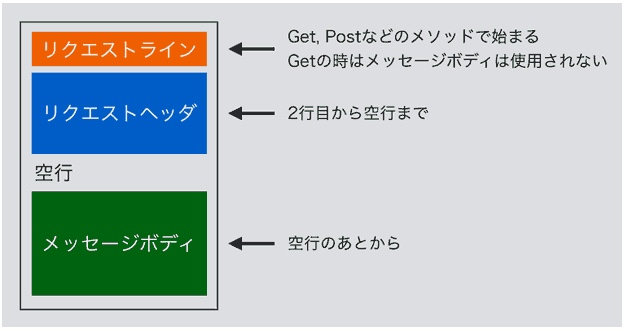 リクエストライン
Get, Postなどのメソッドで始まる
Getの時はメッセージボディは使用されない
リクエストヘッダ
2行目から空行まで
空行
メッセージボディ
空行のあとから